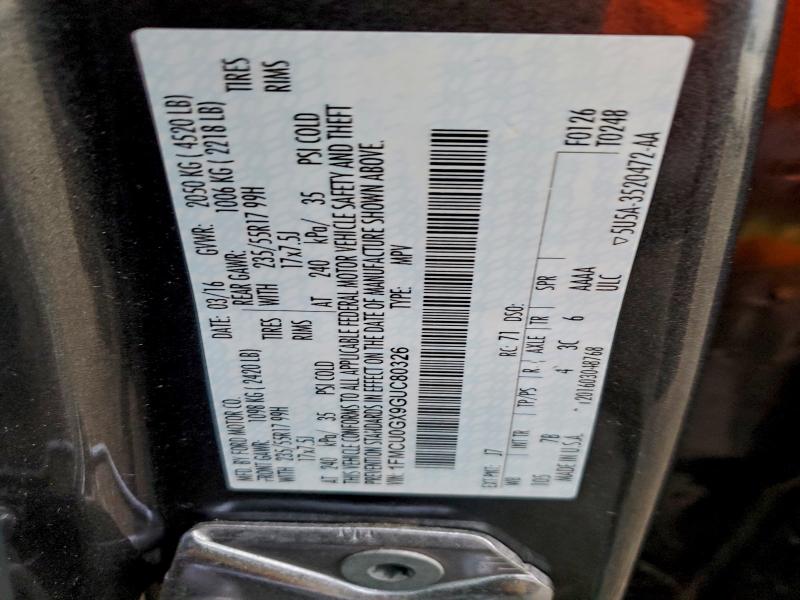 MFD BY FORD MOTOR CO.
DATE: 03/16 GVWR: 2050 KG ( 4520 LB)
FRONT GAWR: 1098 KG ( 2420 LB) REAR GAWR: 1006 KG ( 2218 LB)
WITH 235/55R17 99H TIRES WITH 235/55R17 99H TIRES
17x7.5J RIMS 17x7.5J RIMS
AT 240 kPa/ 35 PSI COLD AT 240 kPa/ 35 PSI COLD
THIS VEHICLE CONFORMS TO ALL APPLICABLE FEDERAL MOTOR VEHICLE SAFETY AND THEFT
PREVENTION STANDARDS IN EFFECT ON THE DATE OF MANUFACTURE SHOWN ABOVE.
VIN: 1FMCU0GX9GUC80326 TYPE: MPV
F0126
T0248
EXT PNT: J7 RC: 71 DSO:
WB INT TR TP/PS R AXLE TR SPR
105 7B 4 3C 6 AAAA
ULC
MADE IN U.S.A. *(201603048768 ▽5U5A-3520472-AA